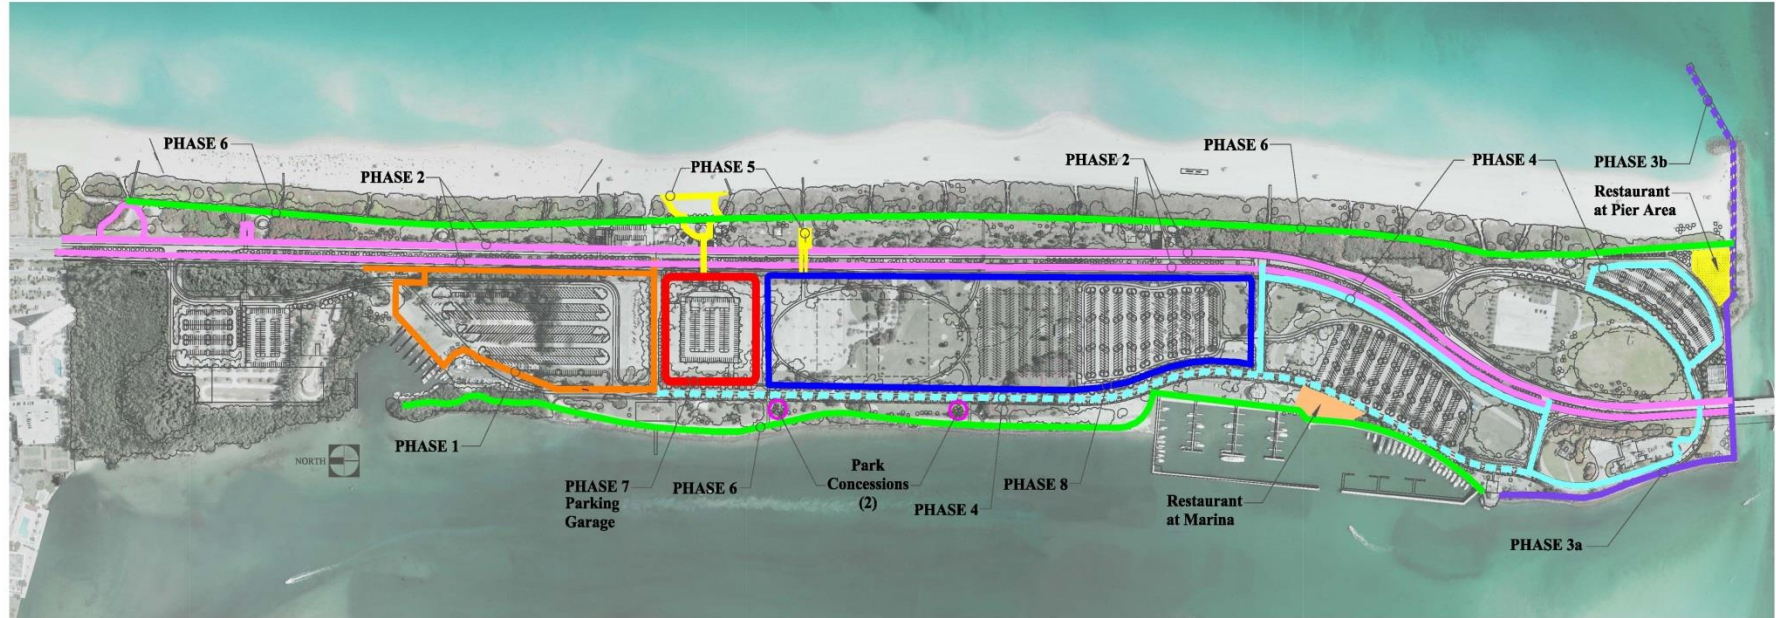 PHASE 6
PHASE 2
PHASE 5
PHASE 2
PHASE 6
PHASE 4
PHASE 3b
Restaurant
at Pier Area
NORTH
PHASE 1
PHASE 7
Parking
Garage
PHASE 6
Park
Concessions
(2)
PHASE 4
PHASE 8
Restaurant
at Marina
PHASE 3a